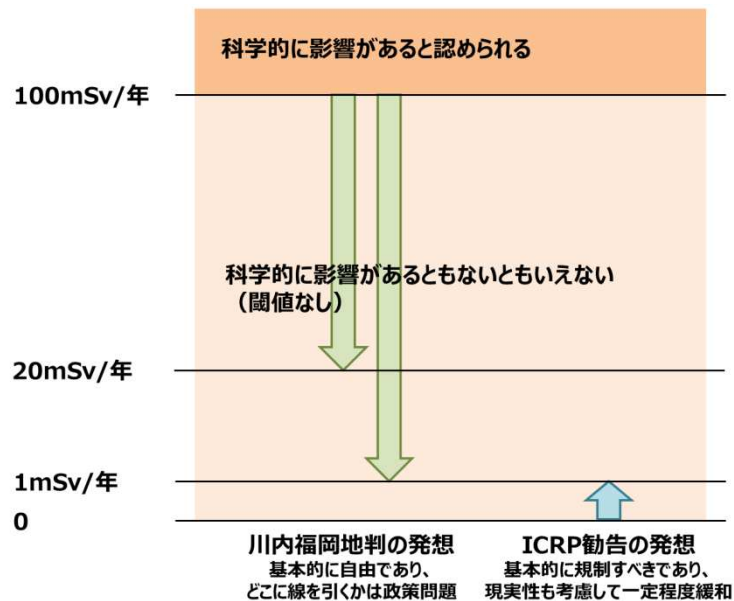 科学的に影響があると認められる
100mSv/年
科学的に影響があるともないともいえない
（閾値なし）
20mSv/年
1mSv/年
0
川内福岡地判の発想
基本的に自由であり、
どこに線を引くかは政策問題
ICRP勧告の発想
基本的に規制すべきであり、
現実性も考慮して一定程度緩和